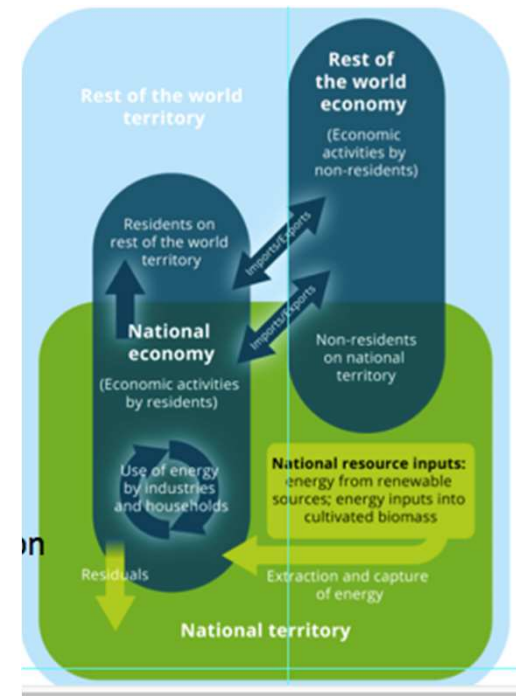 Rest of the world
territory
Rest of
the world
economy
(Economic
activities by
non-residents)
Residents on
rest of the world
territory
Imports/Exports
Imports/Exports
National
economy
(Economic activities
by residents)
Non-residents
on national
territory
Use of energy
by industries
and households
National resource inputs:
energy from renewable
sources; energy inputs into
cultivated biomass
on
Residuals
Extraction and capture
of energy
National territory